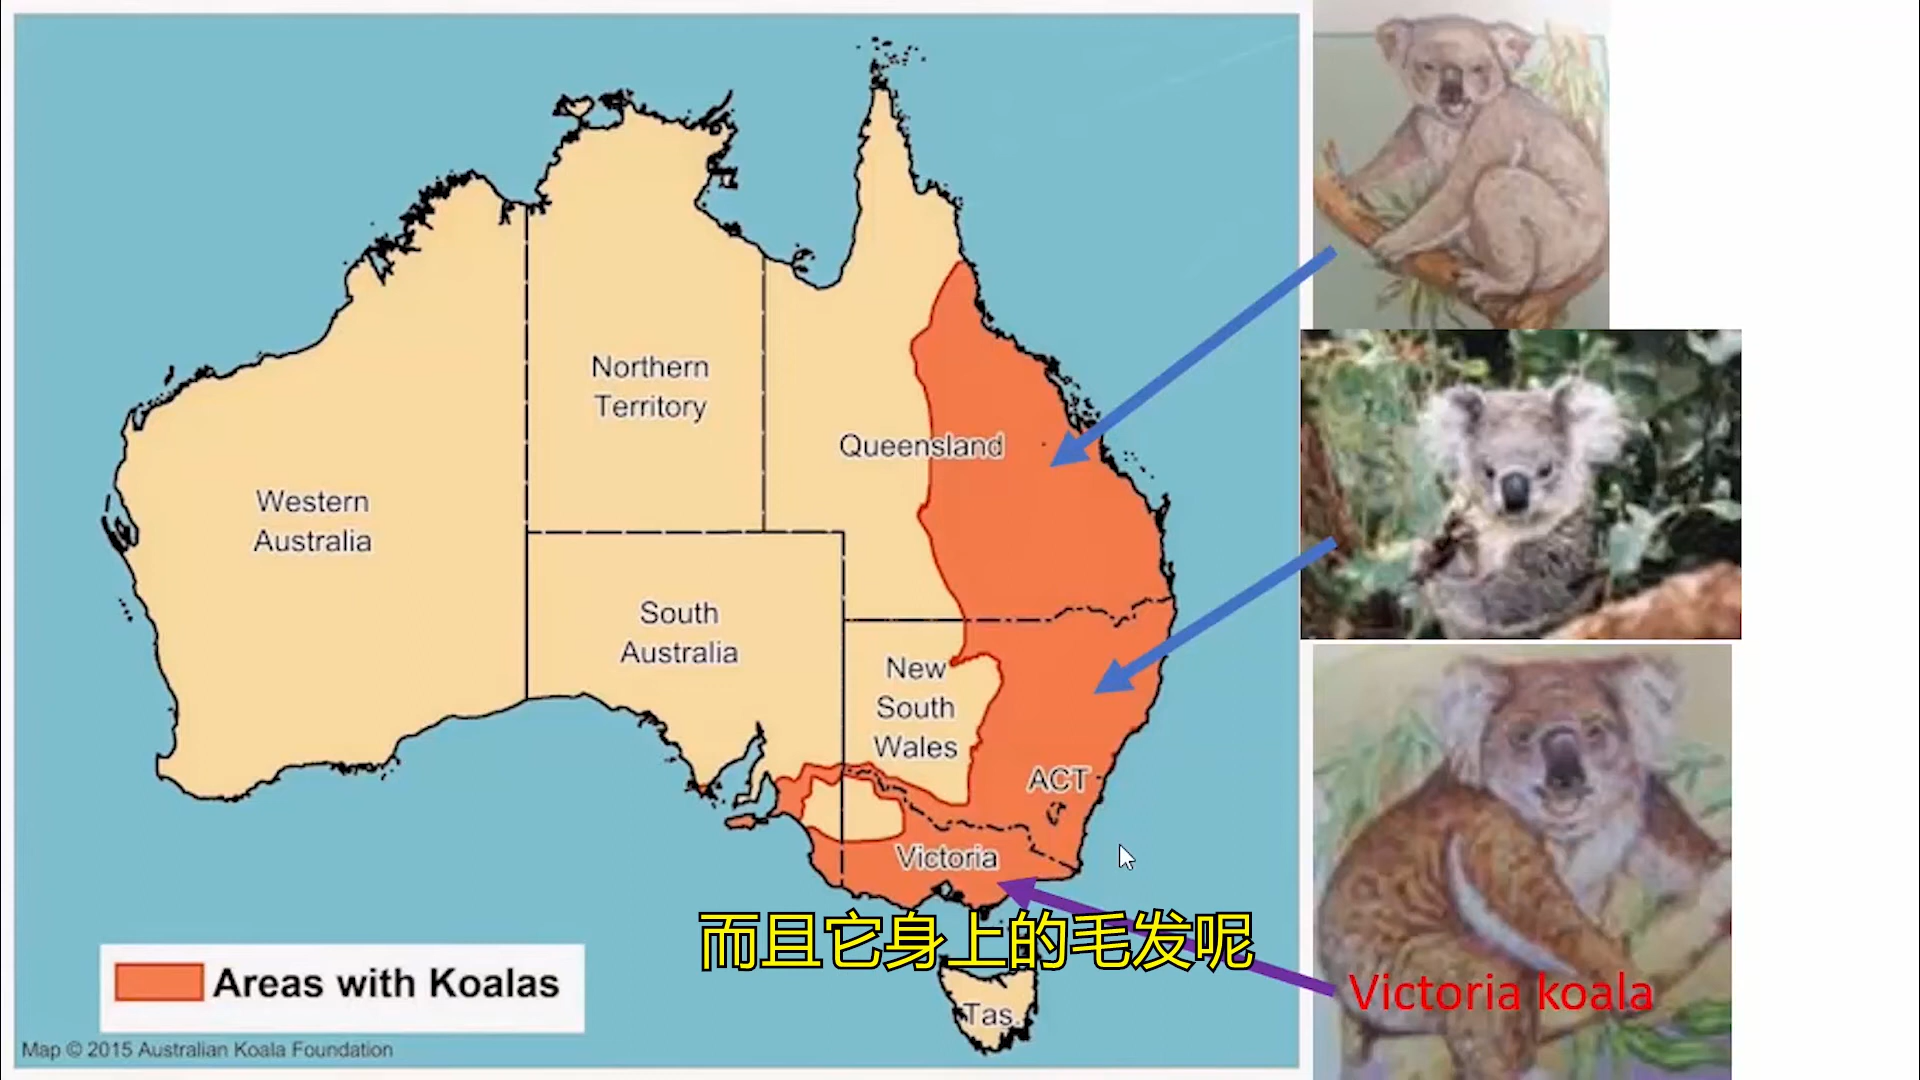 Northern
Territory
Queensland
Western
Australia
South
Australia
New
South
Wales
ACT
Victoria
而且它身上的毛发呢
Tas.
Victoria koala
Areas with Koalas
Map © 2015 Australian Koala Foundation